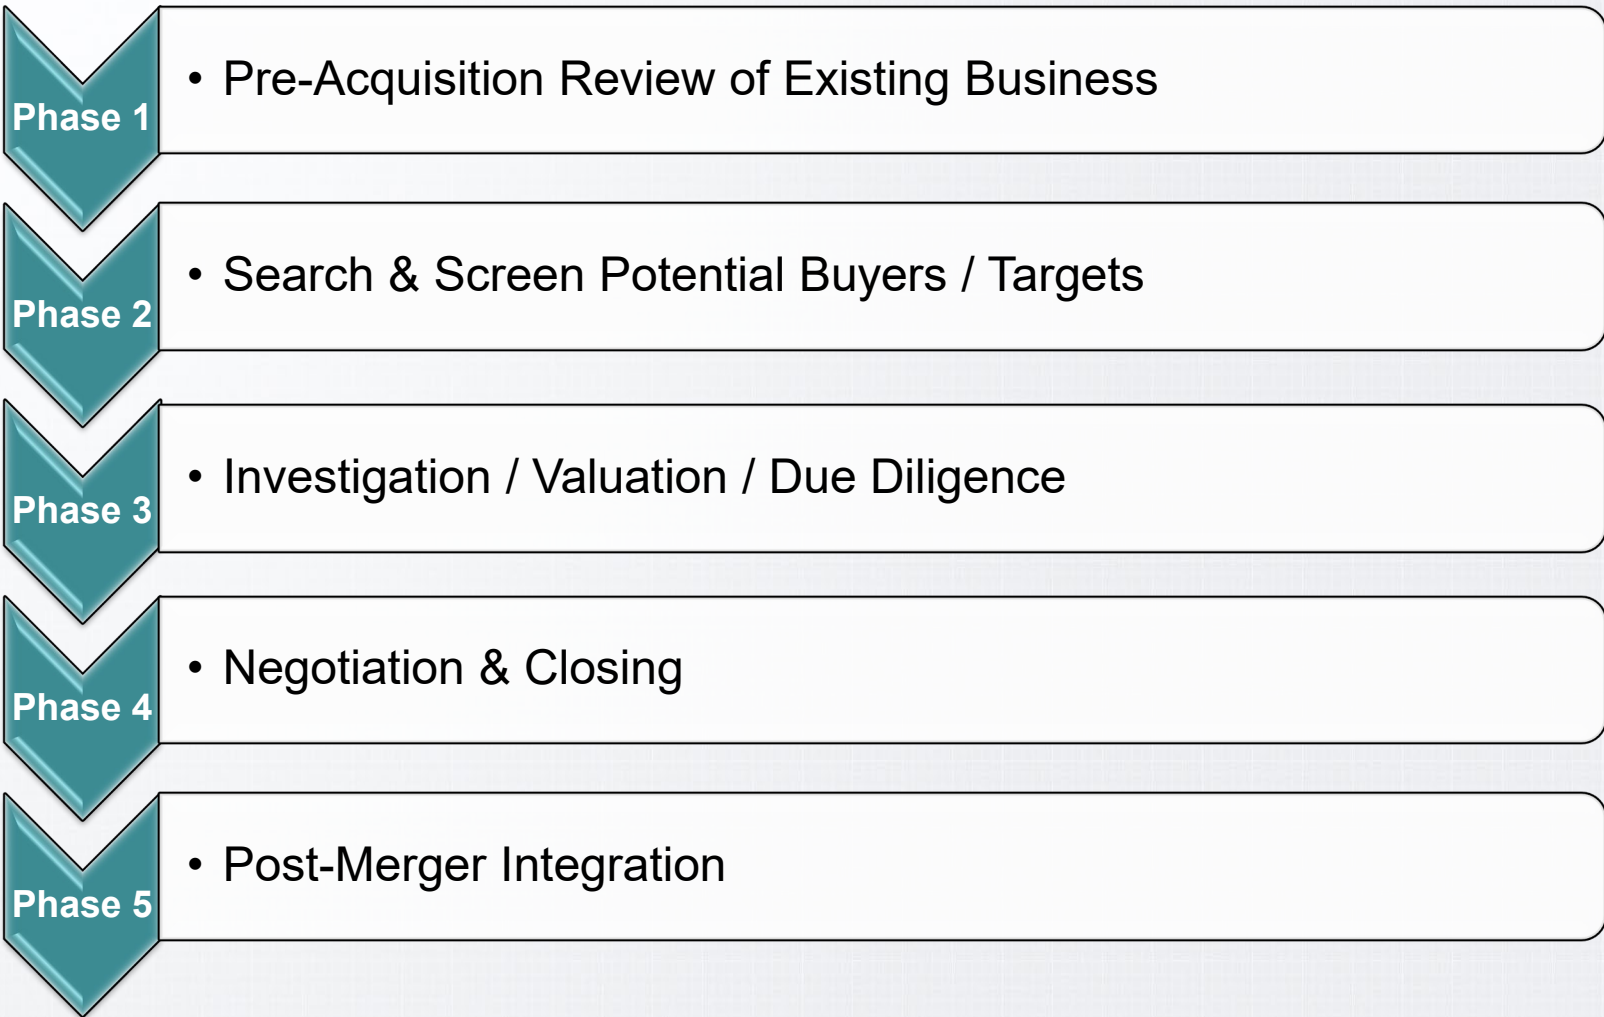 Phase 1
• Pre-Acquisition Review of Existing Business
Phase 2
• Search & Screen Potential Buyers / Targets
Phase 3
• Investigation / Valuation / Due Diligence
Phase 4
• Negotiation & Closing
Phase 5
• Post-Merger Integration